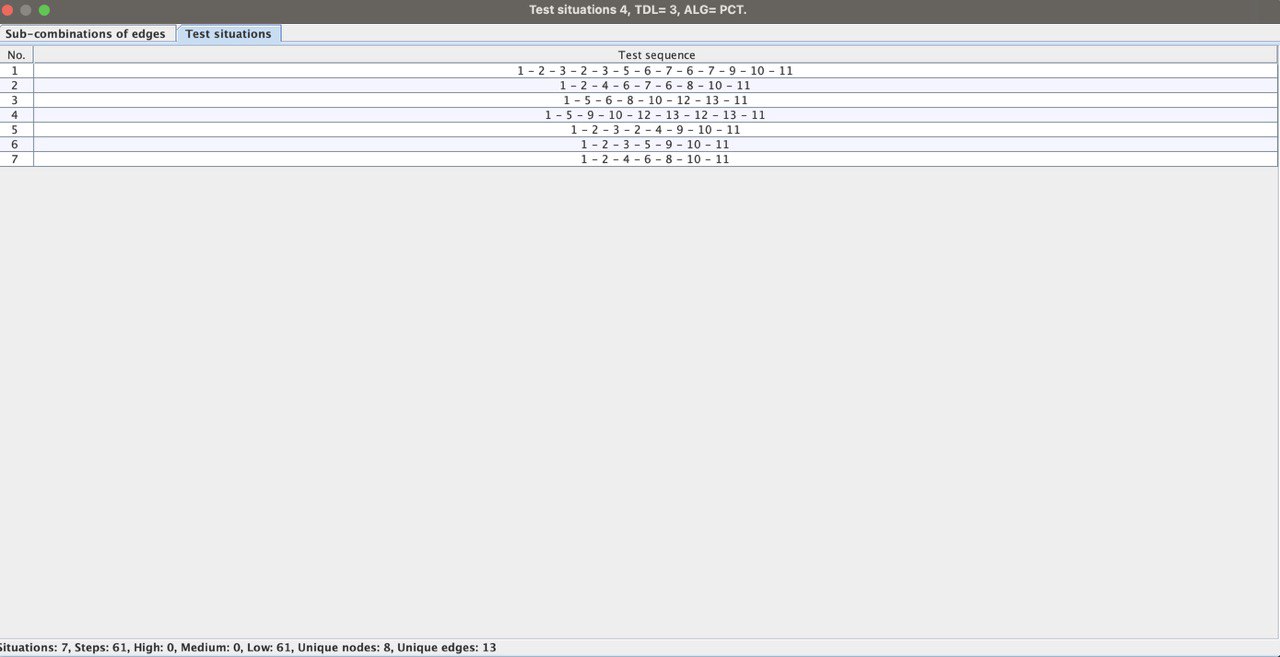 Test situations 4, TDL= 3, ALG= PCT.
Sub-combinations of edges Test situations
No. Test sequence
1 1 - 2 - 3 - 2 - 3 - 5 - 6 - 7 - 6 - 7 - 9 - 10 - 11
2 1 - 2 - 4 - 6 - 7 - 6 - 8 - 10 - 11
3 1 - 5 - 6 - 8 - 10 - 12 - 13 - 11
4 1 - 5 - 9 - 10 - 12 - 13 - 12 - 13 - 11
5 1 - 2 - 3 - 2 - 4 - 9 - 10 - 11
6 1 - 2 - 3 - 5 - 9 - 10 - 11
7 1 - 2 - 4 - 6 - 8 - 10 - 11
Situations: 7, Steps: 61, High: 0, Medium: 0, Low: 61, Unique nodes: 8, Unique edges: 13